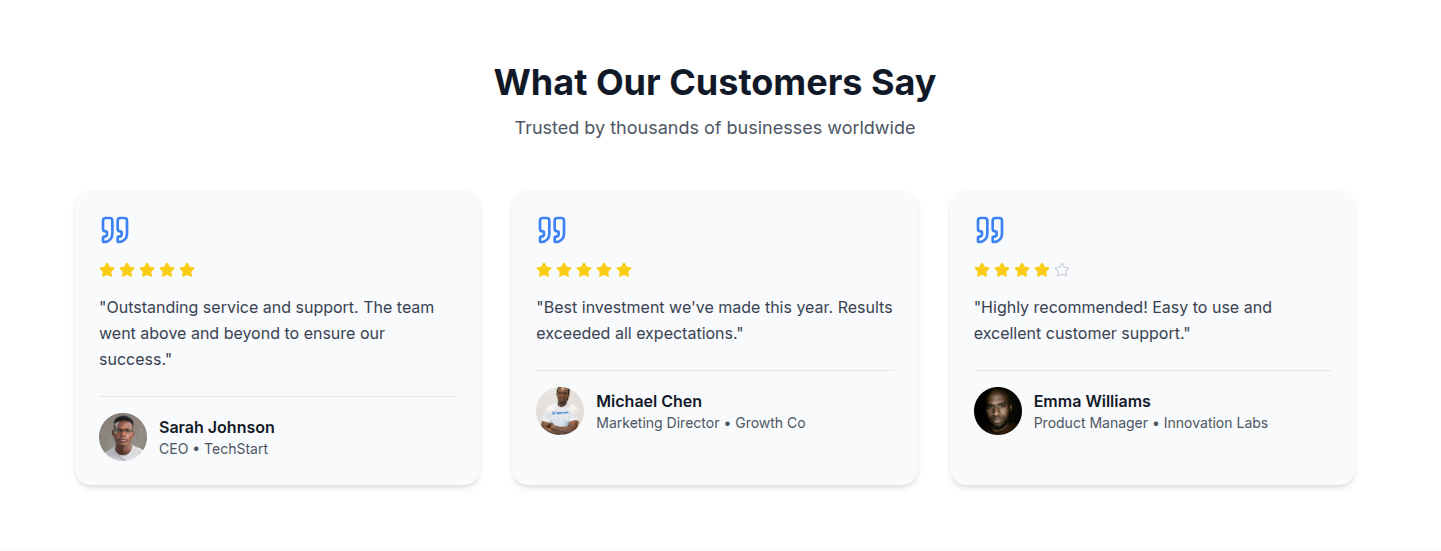 What Our Customers Say
Trusted by thousands of businesses worldwide
"Outstanding service and support. The team
went above and beyond to ensure our
success."
Sarah Johnson
CEO • TechStart
"Best investment we've made this year. Results
exceeded all expectations."
Michael Chen
Marketing Director • Growth Co
"Highly recommended! Easy to use and
excellent customer support."
Emma Williams
Product Manager • Innovation Labs